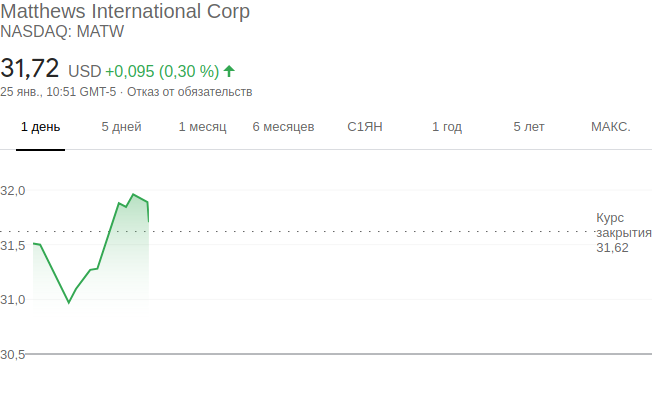 Matthews International Corp
NASDAQ: MATW
31,72 USD +0,095 (0,30 %)
25 янв., 10:51 GMT-5 · Отказ от обязательств
1 день 5 дней 1 месяц 6 месяцев С1ЯН 1 год 5 лет МАКС.
32,0
Курс
закрытия
31,62
31,5
31,0
30,5